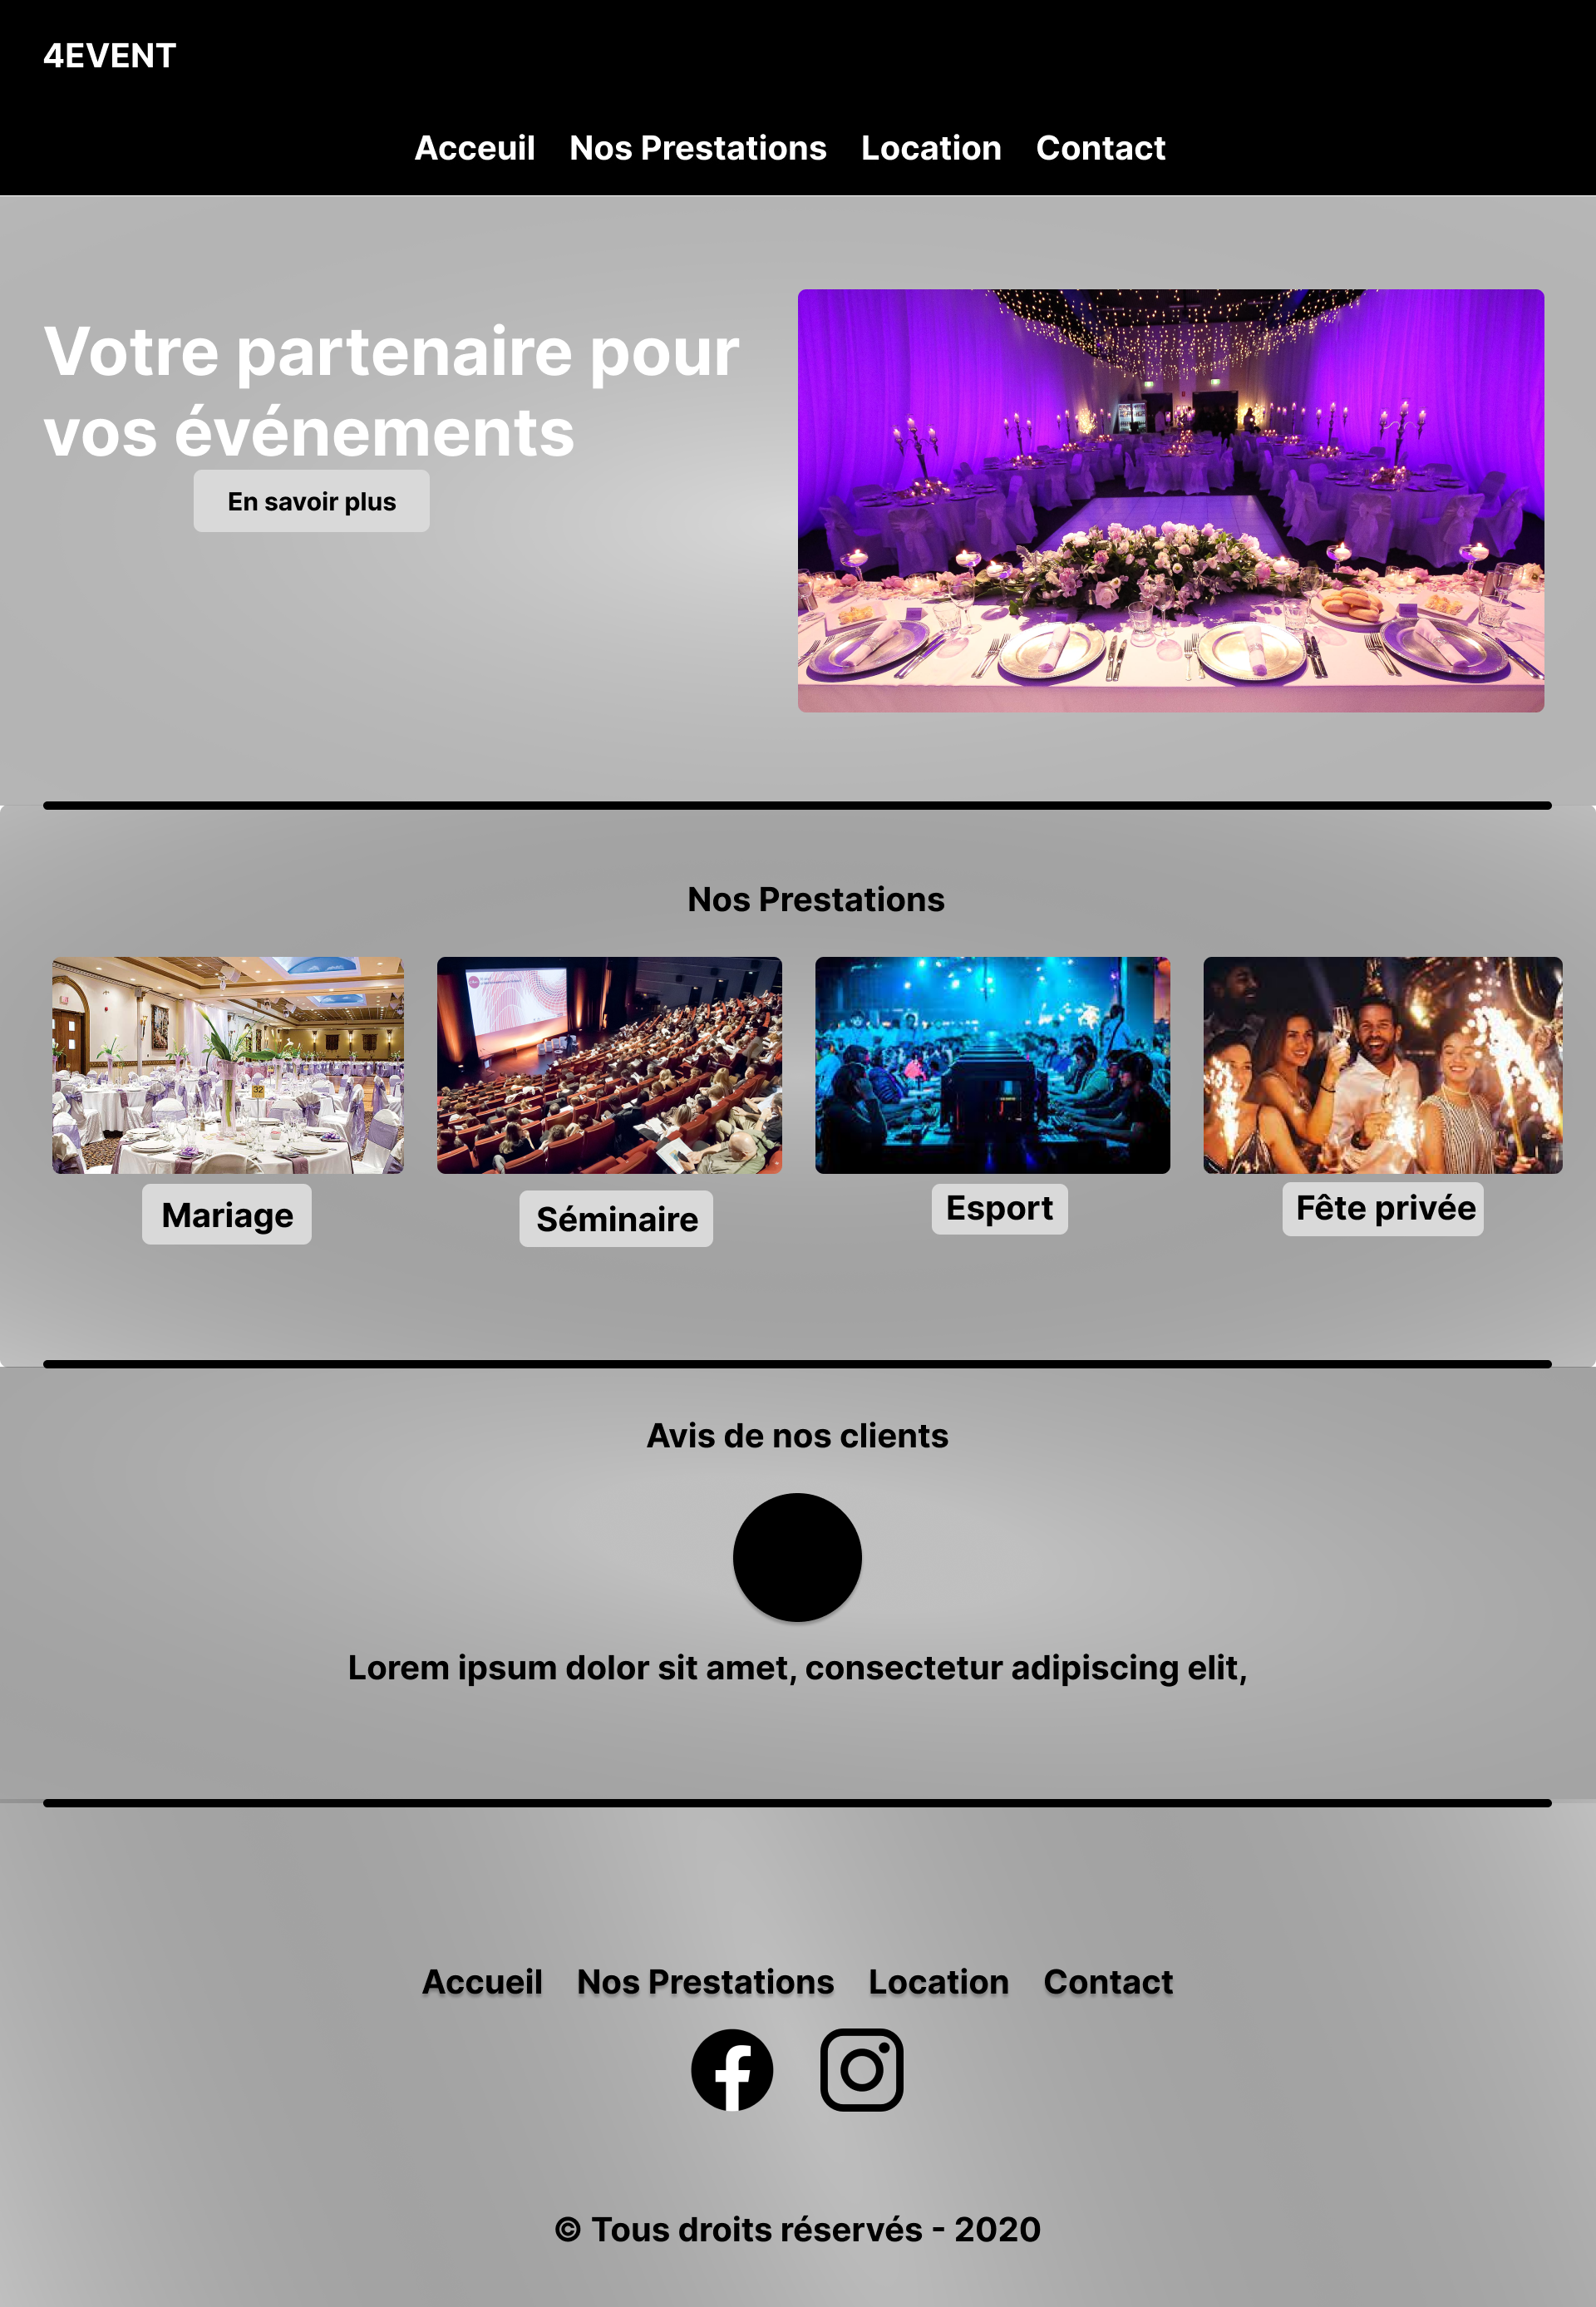 4EVENT
Acceuil Nos Prestations Location Contact
Votre partenaire pour
vos événements
En savoir plus
Nos Prestations
32
Mariage
Séminaire
Esport
Fête privée
Avis de nos clients
Lorem ipsum dolor sit amet, consectetur adipiscing elit,
Accueil Nos Prestations Location Contact
© Tous droits réservés - 2020